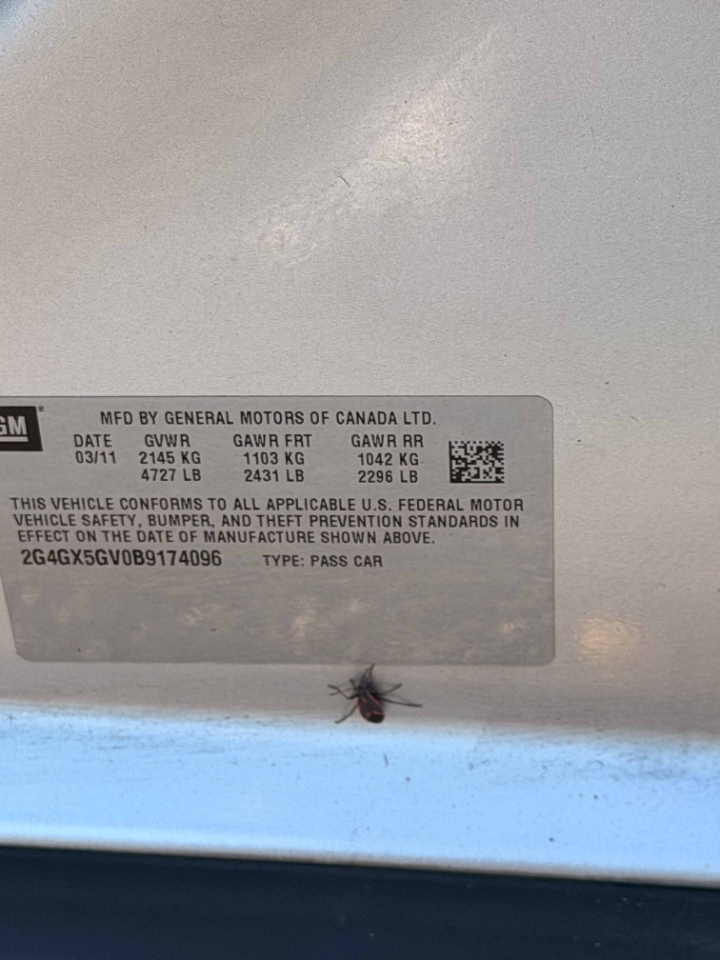 GM®
MFD BY GENERAL MOTORS OF CANADA LTD.
DATE GVWR GAWR FRT GAWR RR
03/11 2145 KG 1103 KG 1042 KG
4727 LB 2431 LB 2296 LB
THIS VEHICLE CONFORMS TO ALL APPLICABLE U.S. FEDERAL MOTOR
VEHICLE SAFETY, BUMPER, AND THEFT PREVENTION STANDARDS IN
EFFECT ON THE DATE OF MANUFACTURE SHOWN ABOVE.
2G4GX5GV0B9174096 TYPE: PASS CAR